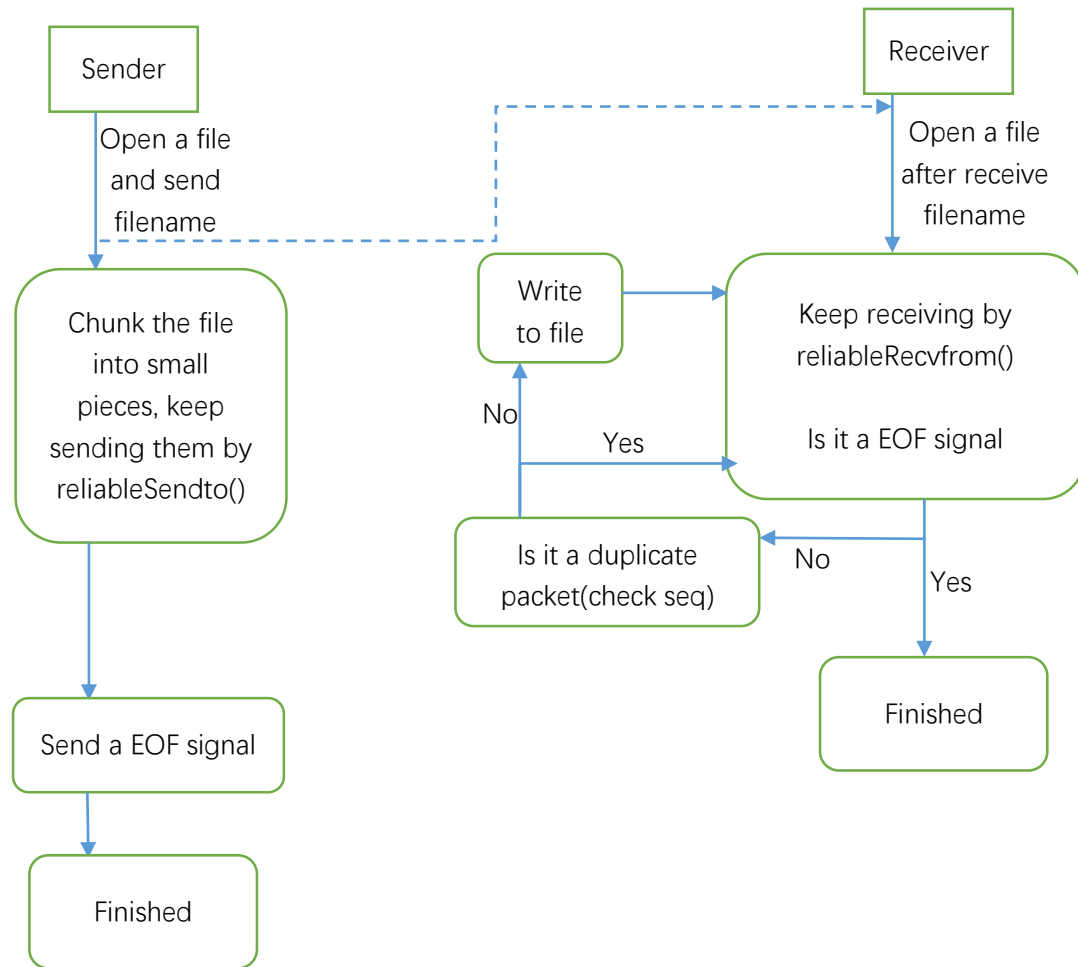 Sender
Open a file
and send
filename
Chunk the file
into small
pieces, keep
sending them by
reliableSendto()
Send a EOF signal
Finished
Receiver
Open a file
after receive
filename
Keep receiving by
reliableRecvfrom()
Is it a EOF signal
Write
to file
No
Yes
Is it a duplicate
packet(check seq)
No
Yes
Finished